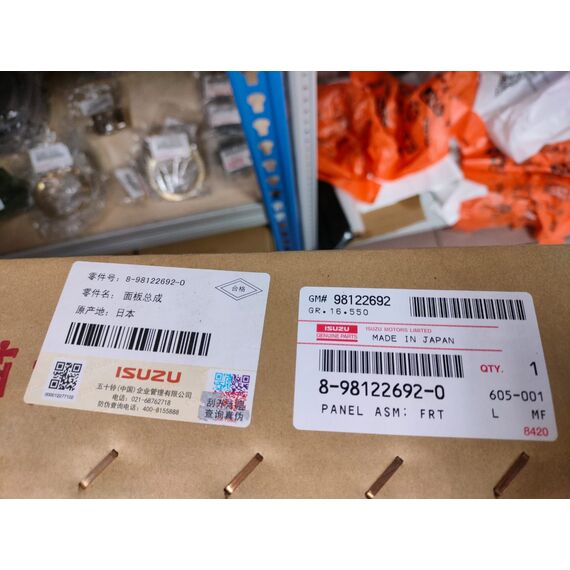 零件号: 8-98122692-0
零件名: 面板总成
原产地: 日本
合格
ISUZU
五十铃(中国)企业管理有限公司
电话: 021-68762718
防伪查询电话: 400-8155888
刮开涂层
查询真伪
GM# 98122692
GR.16.550
ISUZU
GENUINE PARTS
ISUZU MOTORS LIMITED
MADE IN JAPAN
QTY. 1
8-98122692-0
605-001
PANEL ASM; FRT
L MF
8420